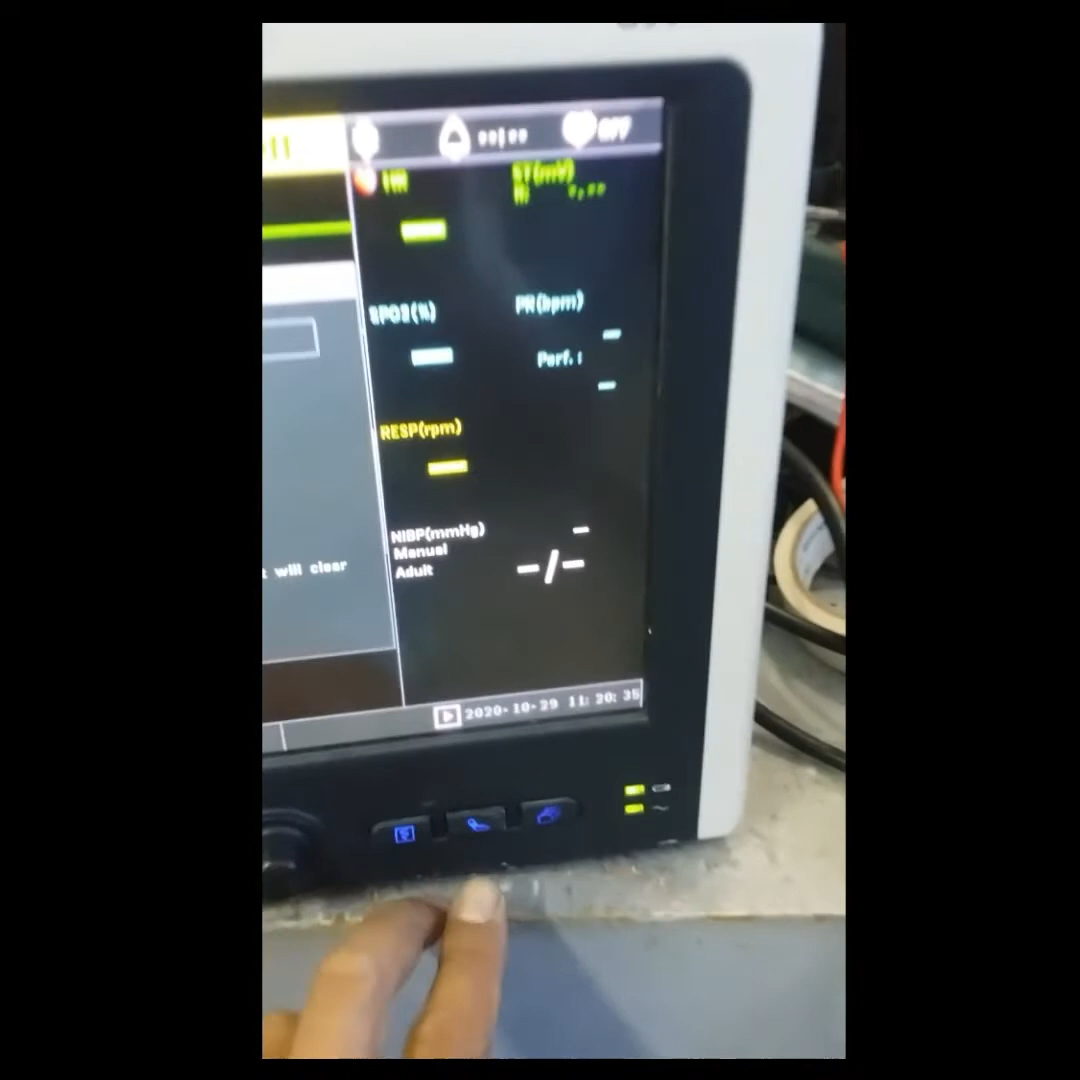 OFF
HR
ST(mV)
SPO2(%)
PR(bpm)
Perf.:
RESP(rpm)
NIBP(mmHg)
Manual
-/-
Adult
will clear
2020-10-29 11:20:35